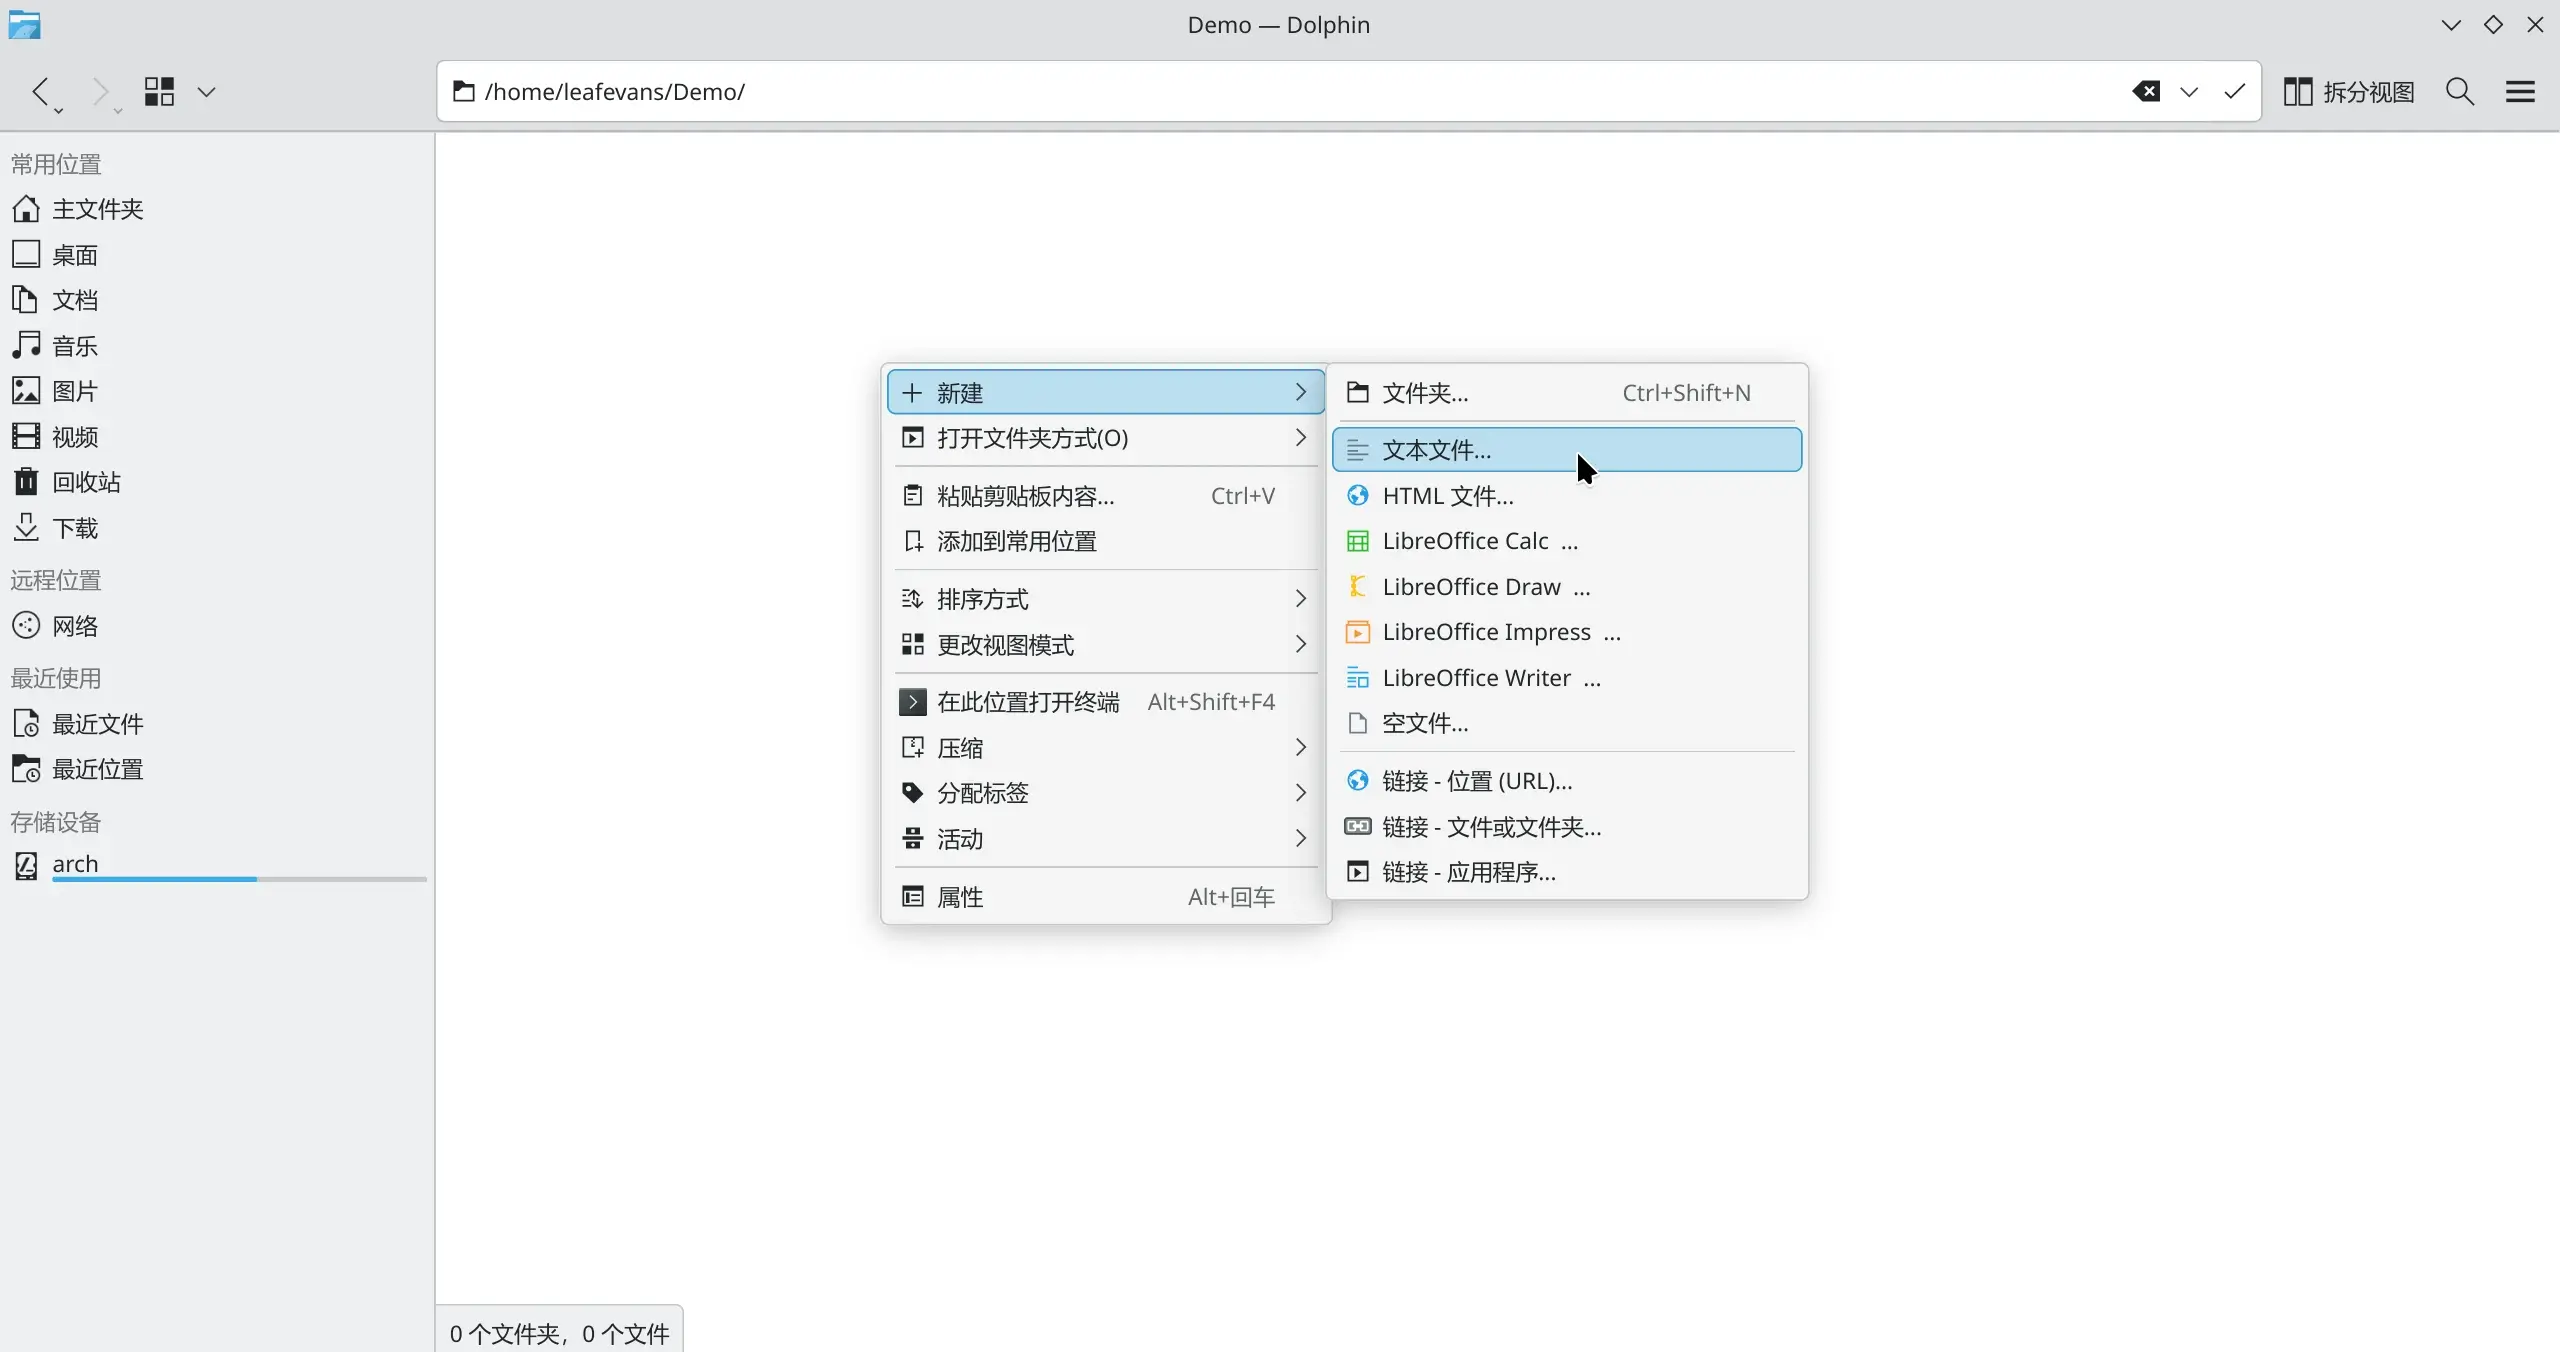 Demo — Dolphin
/home/leafevans/Demo/
拆分视图
常用位置
主文件夹
桌面
文档
音乐
图片
视频
回收站
下载
远程位置
网络
最近使用
最近文件
最近位置
存储设备
arch
新建
打开文件夹方式(O)
粘贴剪贴板内容... Ctrl+V
添加到常用位置
排序方式
更改视图模式
在此位置打开终端 Alt+Shift+F4
压缩
分配标签
活动
属性 Alt+回车
文件夹... Ctrl+Shift+N
文本文件...
HTML 文件...
LibreOffice Calc ...
LibreOffice Draw ...
LibreOffice Impress ...
LibreOffice Writer ...
空文件...
链接 - 位置 (URL)...
链接 - 文件或文件夹...
链接 - 应用程序...
0 个文件夹，0 个文件